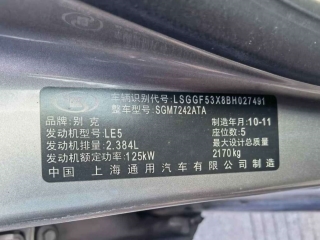 车辆识别代号:LSGGF53X8BH027491
整车型号:SGM7242ATA
品牌:别克 制造年月:10-11
发动机型号:LE5 座位数:5
发动机排量:2.384L 最大设计总质量
发动机额定功率:125kW 2170kg
中国 上海通用汽车有限公司 制造